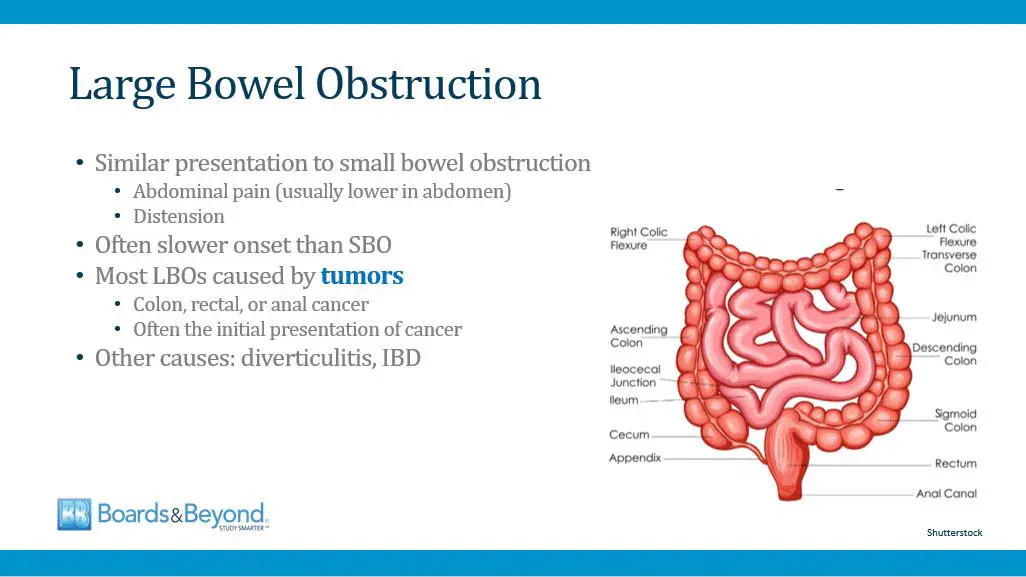 Large Bowel Obstruction
• Similar presentation to small bowel obstruction
• Abdominal pain (usually lower in abdomen)
• Distension
• Often slower onset than SBO
• Most LBOs caused by tumors
• Colon, rectal, or anal cancer
• Often the initial presentation of cancer
• Other causes: diverticulitis, IBD
Right Colic
Flexure
Ascending
Colon
Ileocecal
Junction
Ileum
Cecum
Appendix
Left Colic
Flexure
Transverse
Colon
Jejunum
Descending
Colon
Sigmoid
Colon
Rectum
Anal Canal
BB Boards&Beyond.
STUDY SMARTER™
Shutterstock